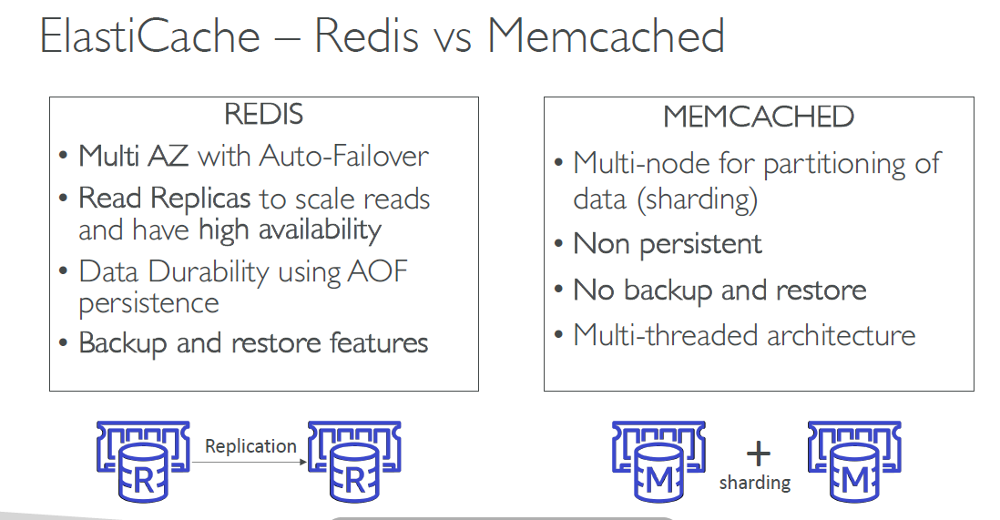 ElastiCache – Redis vs Memcached
REDIS
• Multi AZ with Auto-Failover
• Read Replicas to scale reads
and have high availability
• Data Durability using AOF
persistence
• Backup and restore features
MEMCACHED
• Multi-node for partitioning of
data (sharding)
• Non persistent
• No backup and restore
• Multi-threaded architecture
R
Replication
R
M
+
sharding
M